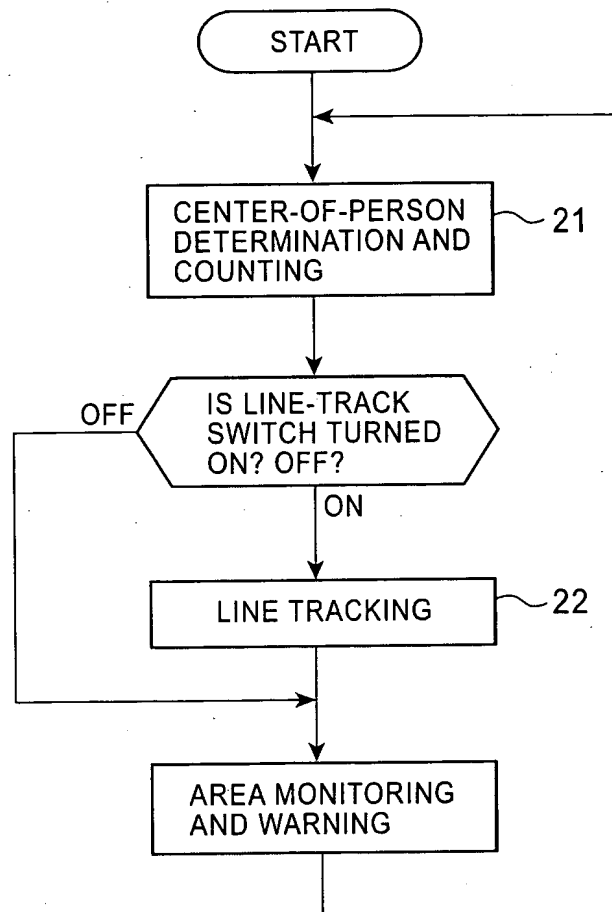 START
CENTER-OF-PERSON
DETERMINATION AND
COUNTING
21
OFF
IS LINE-TRACK
SWITCH TURNED
ON? OFF?
ON
LINE TRACKING
22
AREA MONITORING
AND WARNING